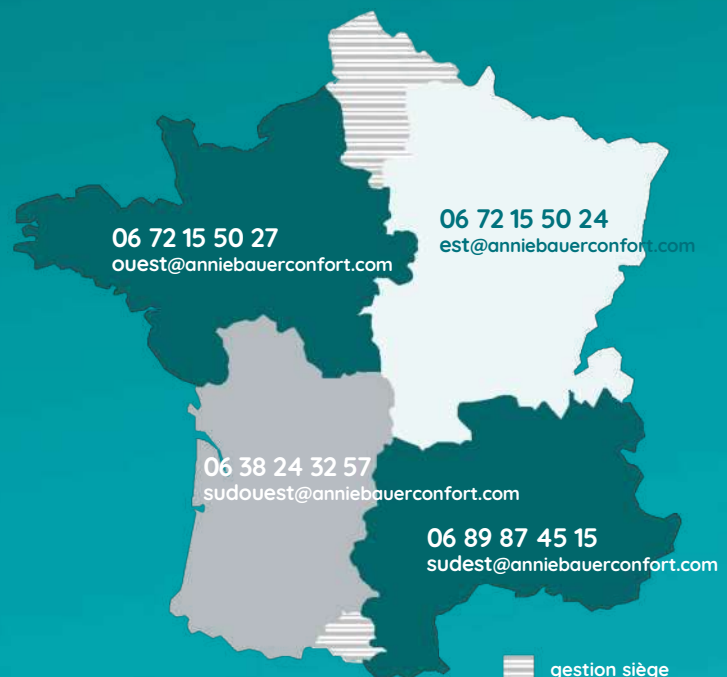 06 72 15 50 27
ouest@anniebauerconfort.com
06 72 15 50 24
est@anniebauerconfort.com
06 38 24 32 57
sudouest@anniebauerconfort.com
06 89 87 45 15
sudest@anniebauerconfort.com
gestion siège